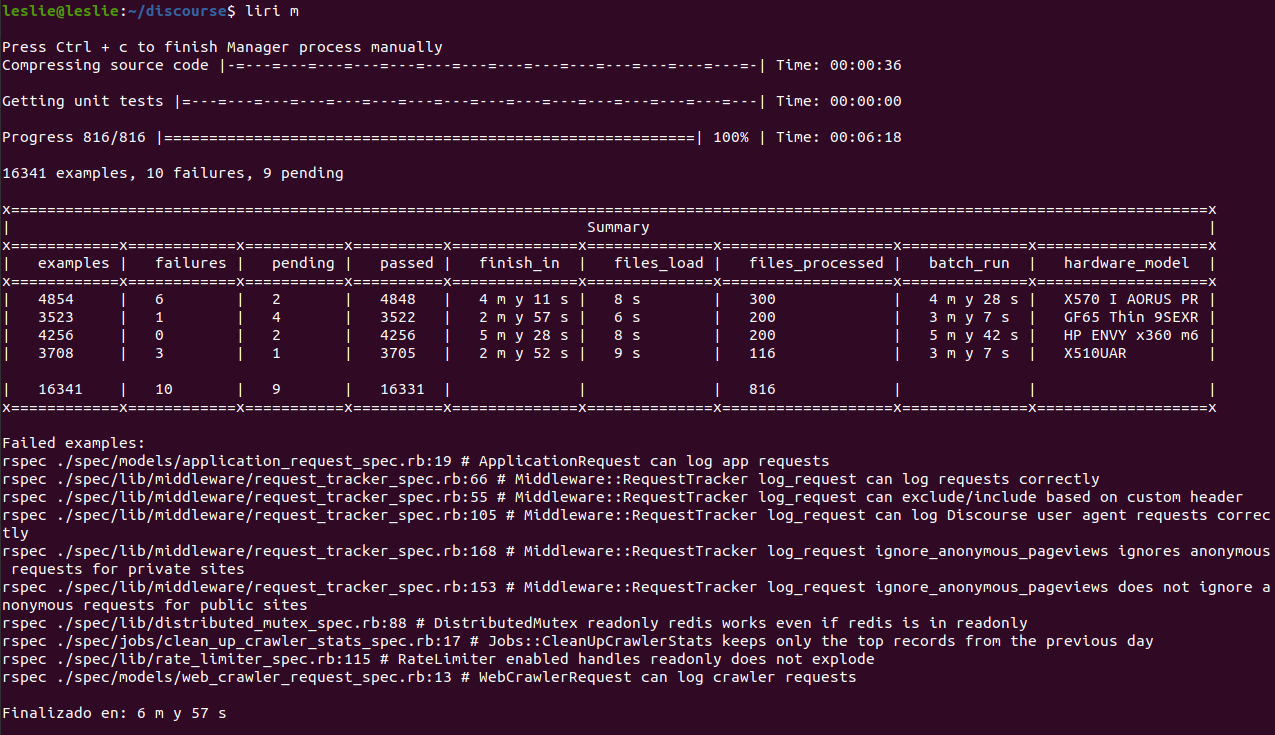 leslie@leslie:~/discourse$ liri m
Press Ctrl + c to finish Manager process manually
Compressing source code |-=---=---=---=---=---=---=---=---=---=---=---=---=---=---=-| Time: 00:00:36
Getting unit tests |=---=---=---=---=---=---=---=---=---=---=---=---=---=---=---=---| Time: 00:00:00
Progress 816/816 |===========================================================| 100% | Time: 00:06:18
16341 examples, 10 failures, 9 pending
x=====================================================================================================================================x
| Summary |
x============x============x===========x==========x==============x==============x===================x==============x===================x
| examples | failures | pending | passed | finish_in | files_load | files_processed | batch_run | hardware_model |
x============x============x===========x==========x==============x==============x===================x==============x===================x
| 4854 | 6 | 2 | 4848 | 4 m y 11 s | 8 s | 300 | 4 m y 28 s | X570 I AORUS PR |
| 3523 | 1 | 4 | 3522 | 2 m y 57 s | 6 s | 200 | 3 m y 7 s | GF65 Thin 9SEXR |
| 4256 | 0 | 2 | 4256 | 5 m y 28 s | 8 s | 200 | 5 m y 42 s | HP ENVY x360 m6 |
| 3708 | 3 | 1 | 3705 | 2 m y 52 s | 9 s | 116 | 3 m y 7 s | X510UAR |
| 16341 | 10 | 9 | 16331 | | | 816 | | |
x============x============x===========x==========x==============x==============x===================x==============x===================x
Failed examples:
rspec ./spec/models/application_request_spec.rb:19 # ApplicationRequest can log app requests
rspec ./spec/lib/middleware/request_tracker_spec.rb:66 # Middleware::RequestTracker log_request can log requests correctly
rspec ./spec/lib/middleware/request_tracker_spec.rb:55 # Middleware::RequestTracker log_request can exclude/include based on custom header
rspec ./spec/lib/middleware/request_tracker_spec.rb:105 # Middleware::RequestTracker log_request can log Discourse user agent requests correc
tly
rspec ./spec/lib/middleware/request_tracker_spec.rb:168 # Middleware::RequestTracker log_request ignore_anonymous_pageviews ignores anonymous
 requests for private sites
rspec ./spec/lib/middleware/request_tracker_spec.rb:153 # Middleware::RequestTracker log_request ignore_anonymous_pageviews does not ignore a
nonymous requests for public sites
rspec ./spec/lib/distributed_mutex_spec.rb:88 # DistributedMutex readonly redis works even if redis is in readonly
rspec ./spec/jobs/clean_up_crawler_stats_spec.rb:17 # Jobs::CleanUpCrawlerStats keeps only the top records from the previous day
rspec ./spec/lib/rate_limiter_spec.rb:115 # RateLimiter enabled handles readonly does not explode
rspec ./spec/models/web_crawler_request_spec.rb:13 # WebCrawlerRequest can log crawler requests
Finalizado en: 6 m y 57 s